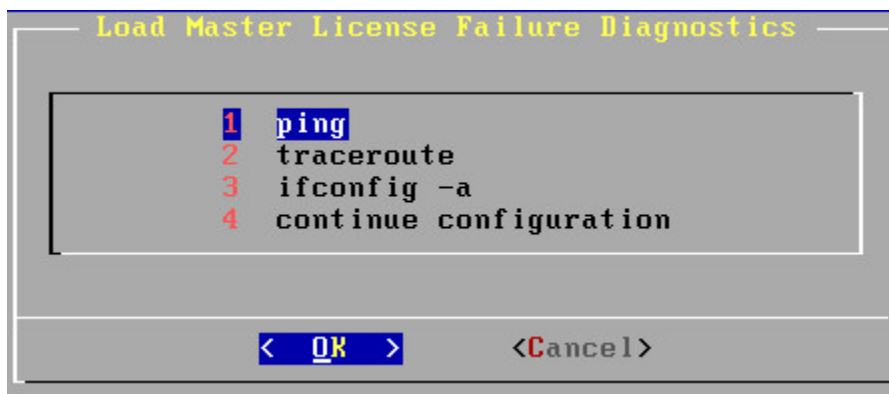 Load Master License Failure Diagnostics
1 ping
2 traceroute
3 ifconfig -a
4 continue configuration
< OK > <Cancel>